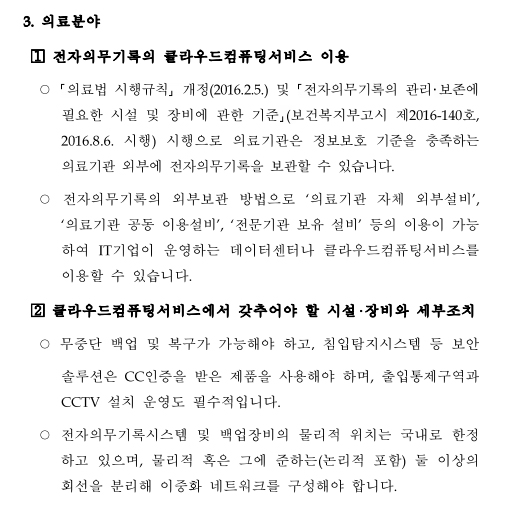 3. 의료분야
1 전자의무기록의 클라우드컴퓨팅서비스 이용
○ 「의료법 시행규칙」 개정(2016.2.5.) 및 「전자의무기록의 관리·보존에
필요한 시설 및 장비에 관한 기준」(보건복지부고시 제2016-140호,
2016.8.6. 시행) 시행으로 의료기관은 정보보호 기준을 충족하는
의료기관 외부에 전자의무기록을 보관할 수 있습니다.
○ 전자의무기록의 외부보관 방법으로 ‘의료기관 자체 외부설비’,
‘의료기관 공동 이용설비’, ‘전문기관 보유 설비’ 등의 이용이 가능
하여 IT기업이 운영하는 데이터센터나 클라우드컴퓨팅서비스를
이용할 수 있습니다.
2 클라우드컴퓨팅서비스에서 갖추어야 할 시설·장비와 세부조치
○ 무중단 백업 및 복구가 가능해야 하고, 침입탐지시스템 등 보안
솔루션은 CC인증을 받은 제품을 사용해야 하며, 출입통제구역과
CCTV 설치 운영도 필수적입니다.
○ 전자의무기록시스템 및 백업장비의 물리적 위치는 국내로 한정
하고 있으며, 물리적 혹은 그에 준하는(논리적 포함) 둘 이상의
회선을 분리해 이중화 네트워크를 구성해야 합니다.